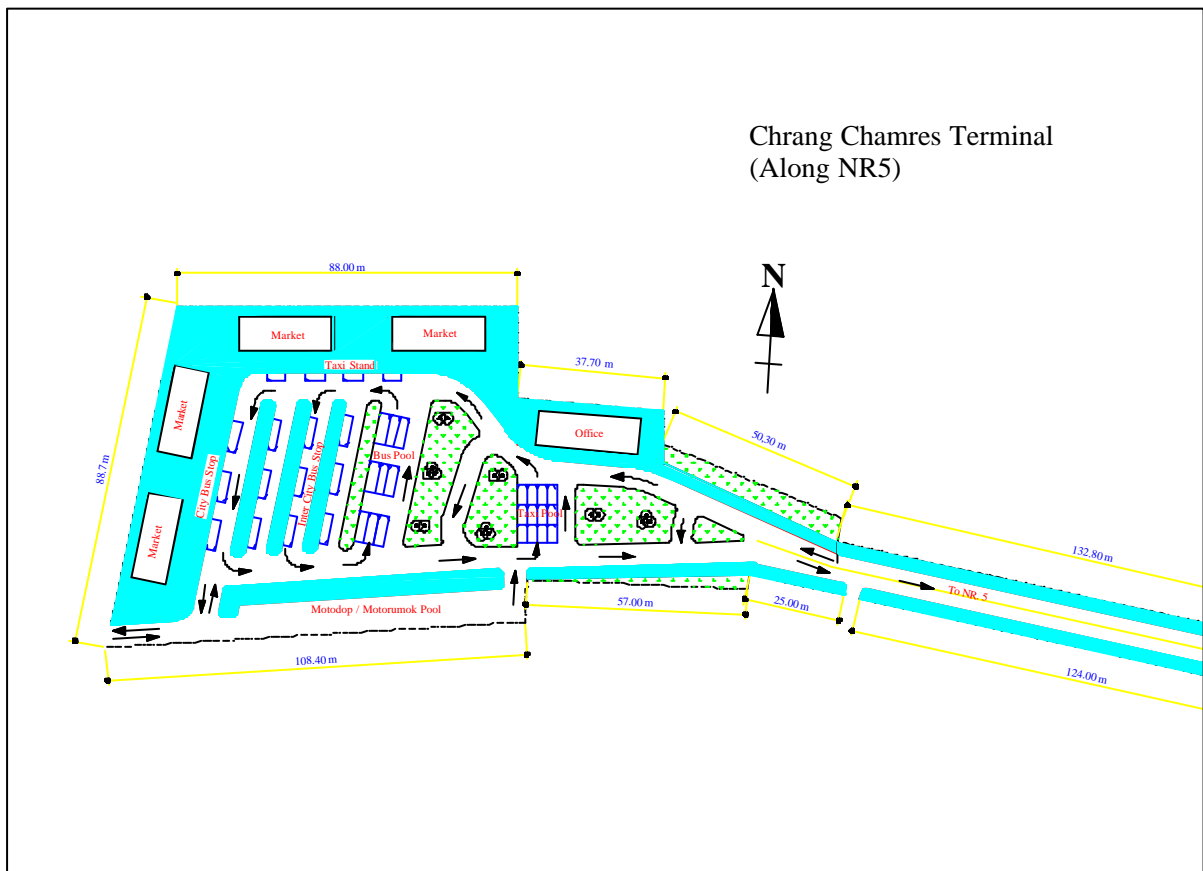 Chrang Chamres Terminal
(Along NR5)
N
88.00 m
Market
Market
Taxi Stand
37.70 m
Office
50.30 m
88.7 m
Market
Market
City Bus Stop
Inter City Bus Stop
Bus Pool
Taxi Pool
132.80 m
To NR. 5
Motodop / Motorumok Pool
57.00 m
25.00 m
108.40 m
124.00 m